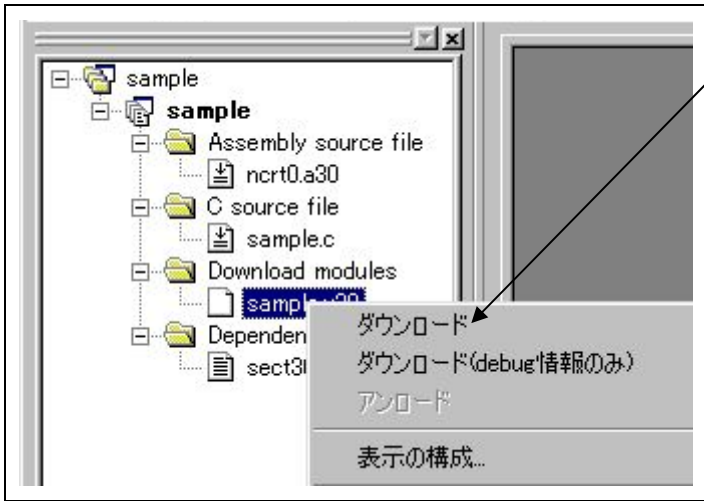 sample
sample
Assembly source file
ncrt0.a30
C source file
sample.c
Download modules
ダウンロード
ダウンロード(debug情報のみ)
アンロード
表示の構成...